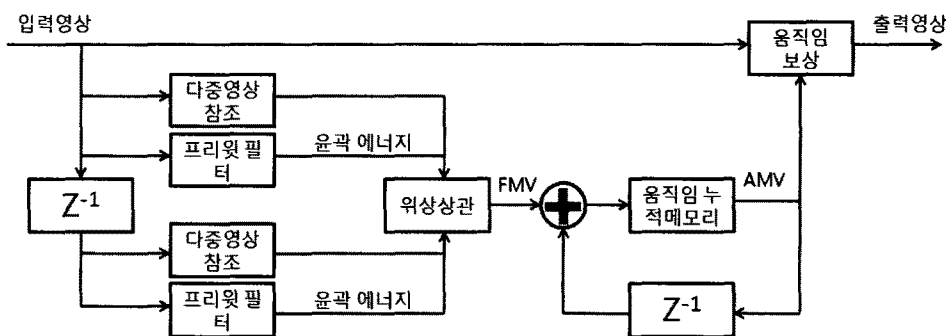 입력영상
출력영상
움직임
보상
다중영상
참조
프리윗 필
터
윤곽 에너지
Z-1
위상상관
FMV
움직임 누
적메모리
AMV
다중영상
참조
프리윗 필
터
윤곽 에너지
Z-1